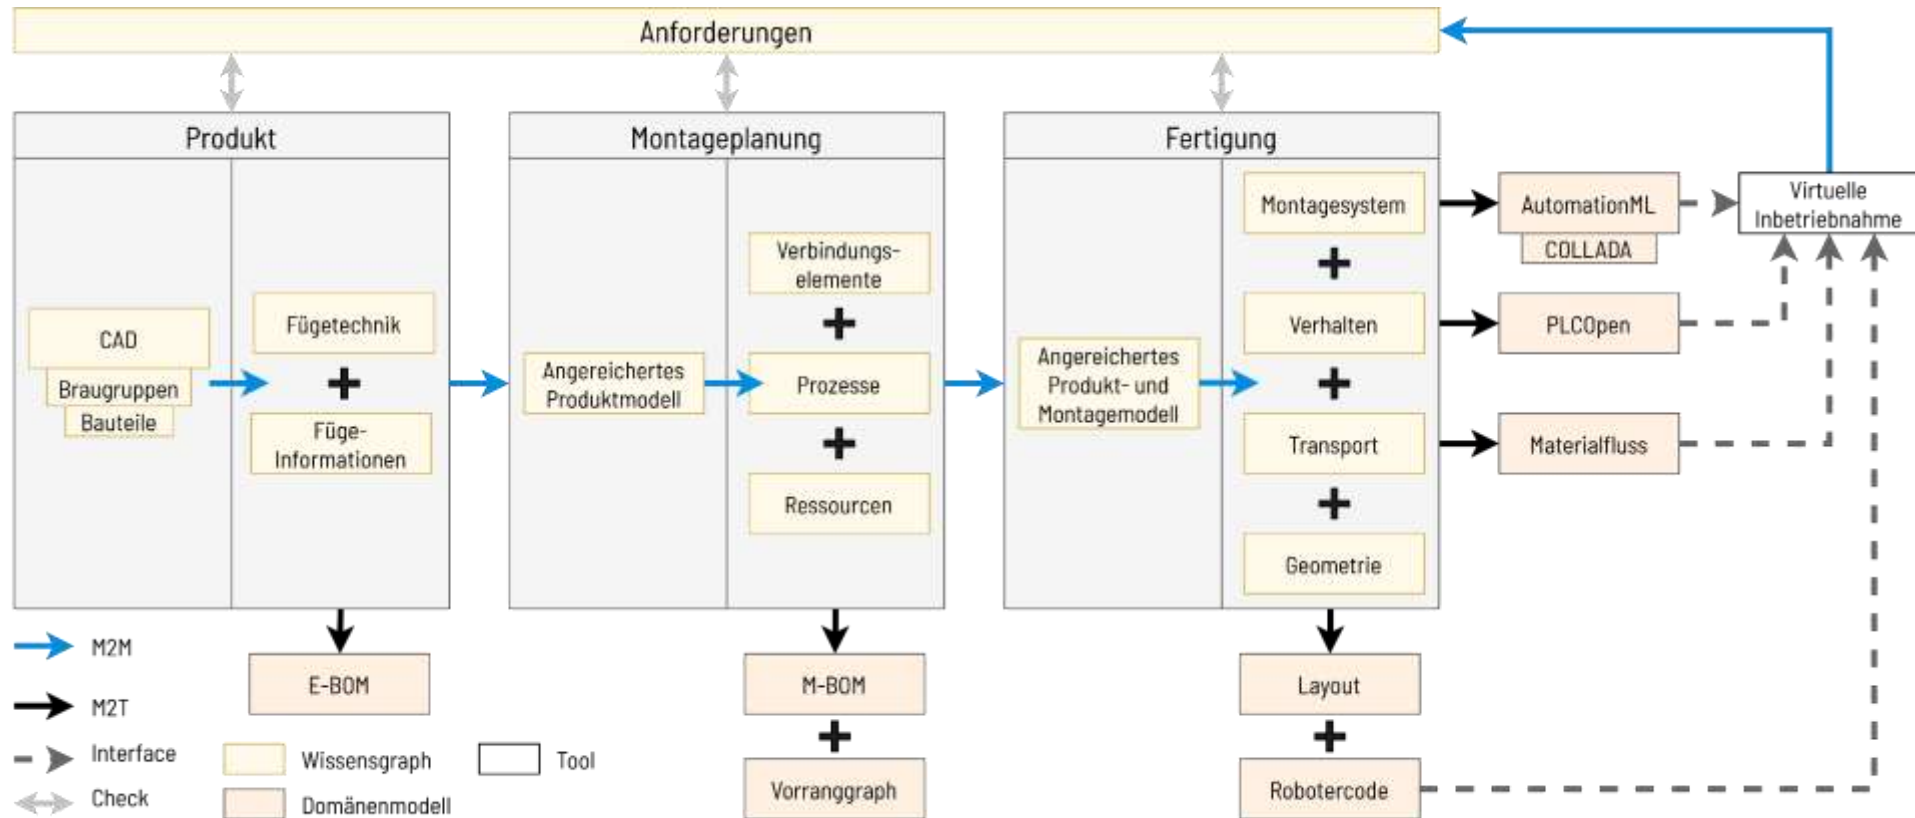 Anforderungen
Produkt
CAD
Braugruppen
Bauteile
Fügetechnik
Füge-
Informationen
Montageplanung
Angereichertes
Produktmodell
Verbindungs-
elemente
Prozesse
Ressourcen
Fertigung
Angereichertes
Produkt- und
Montagemodell
Montagesystem
Verhalten
Transport
Geometrie
AutomationML
COLLADA
PLCOpen
Materialfluss
Virtuelle
Inbetriebnahme
E-BOM
M-BOM
Vorranggraph
Layout
Robotercode
M2M
M2T
Interface
Check
Wissensgraph
Domänenmodell
Tool